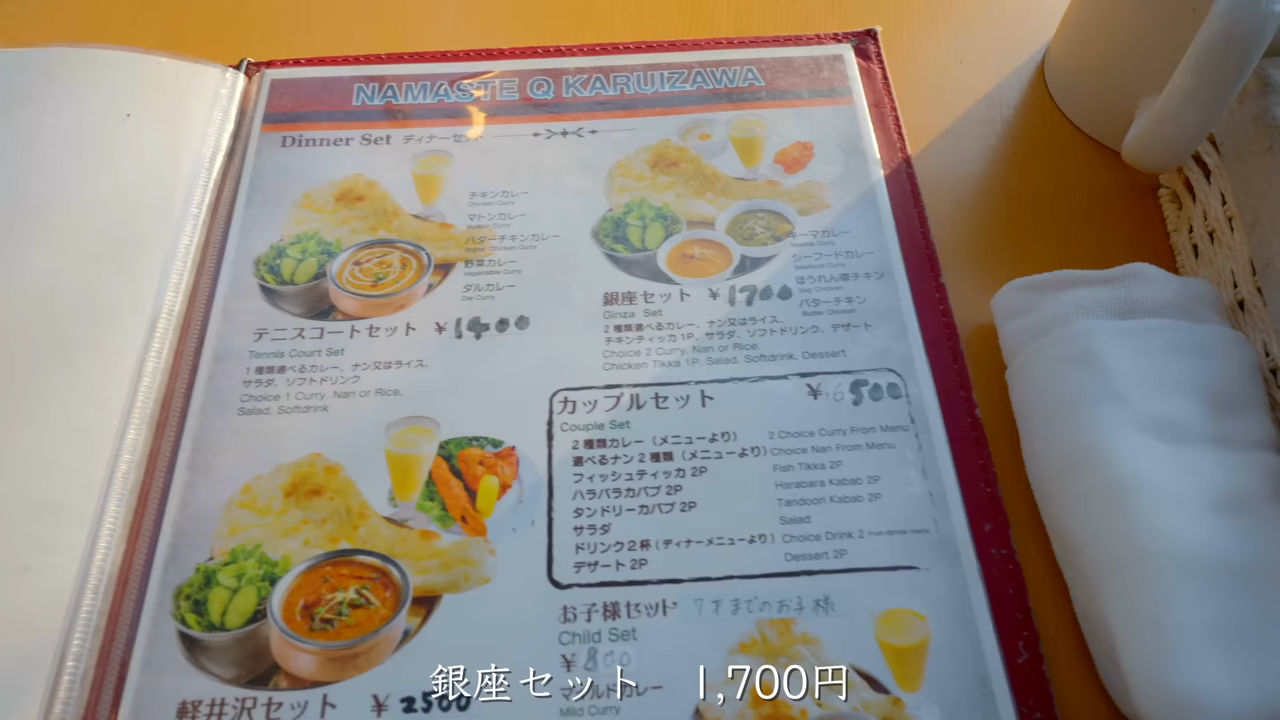 NAMASTE Q KARUIZAWA
Dinner Set ディナーセット
チキンカレー
Chicken Curry
マトンカレー
Mutton Curry
バターチキンカレー
Butter Chicken Curry
野菜カレー
Vegetable Curry
ダルカレー
Dal Curry
テニスコートセット ¥1400
Tennis Court Set
1種類選べるカレー、ナン又はライス、
サラダ、ソフトドリンク
Choice 1 Curry, Nan or Rice,
Salad, Softdrink
キーマカレー
シーフードカレー
Seafood Curry
ほうれん草チキン
Sag Chicken
バターチキン
Butter Chicken
銀座セット ¥1700
Ginza Set
2種類選べるカレー、ナン又はライス、
チキンティッカ1P、サラダ、ソフトドリンク、デザート
Choice 2 Curry, Nan or Rice,
Chicken Tikka 1P, Salad, Softdrink, Dessert
カップルセット ¥6500
Couple Set
2種類カレー（メニューより） 2 Choice Curry From Menu
選べるナン2種類（メニューより） Choice Nan From Menu
フィッシュティッカ 2P Fish Tikka 2P
ハラバラカバブ 2P Harabara Kabab 2P
タンドリーカバブ 2P Tandoori Kabab 2P
サラダ Salad
ドリンク2杯（ディナーメニューより） Choice Drink 2 from dinner menu
デザート 2P Dessert 2P
お子様セット 7才までのお子様
Child Set
¥800
マイルドカレー
Mild Curry
軽井沢セット ¥2500
銀座セット 1,700円